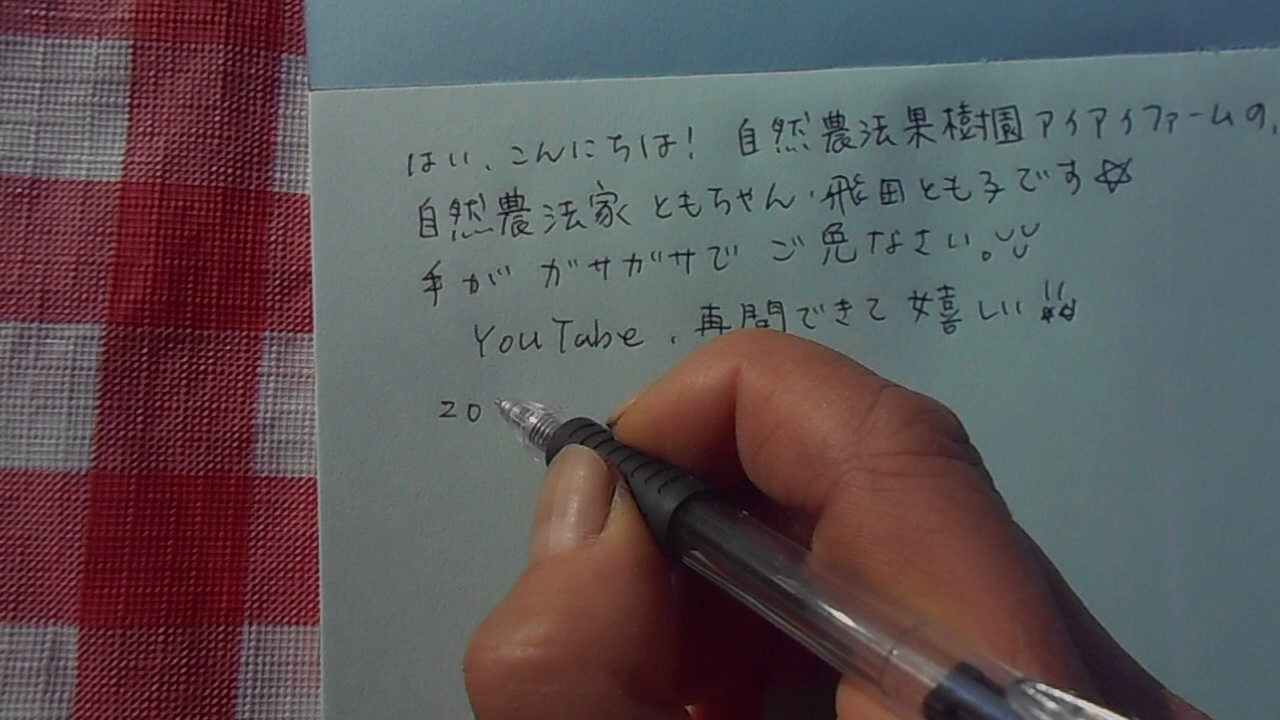 はい、こんにちは！ 自然農法果樹園アイアイファームの、
自然農法家ともちゃん・飛田とも子です☆
手がガサガサでご免なさい。
YouTabe、再開できて嬉しい!!
20